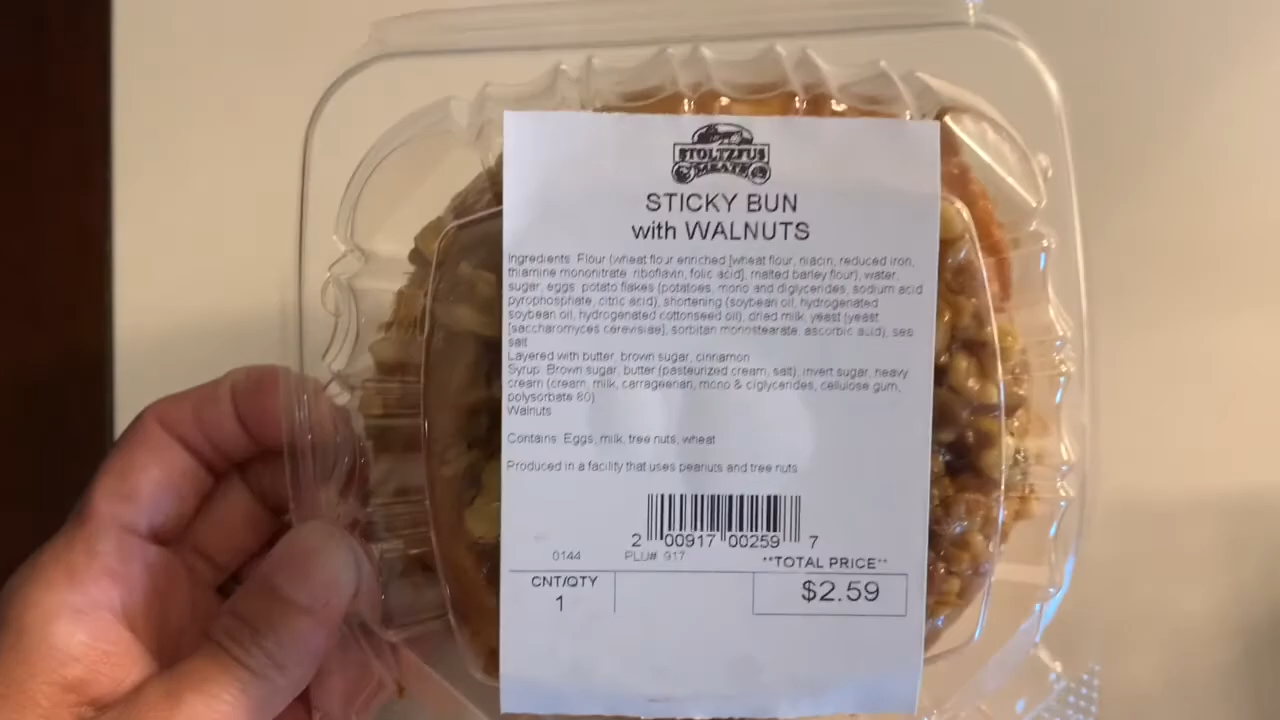 STOLTZFUS
MEATS
STICKY BUN
with WALNUTS
Ingredients: Flour (wheat flour enriched [wheat flour, niacin, reduced iron,
thiamine mononitrate, riboflavin, folic acid], malted barley flour), water,
sugar, eggs, potato flakes (potatoes, mono and diglycerides, sodium acid
pyrophosphate, citric acid), shortening (soybean oil, hydrogenated
soybean oil, hydrogenated cottonseed oil), dried milk, yeast (yeast
[saccharomyces cerevisiae], sorbitan monostearate, ascorbic acid), sea
salt
Layered with butter, brown sugar, cinnamon
Syrup: Brown sugar, butter (pasteurized cream, salt), invert sugar, heavy
cream (cream, milk, carrageenan, mono & diglycerides, cellulose gum,
polysorbate 80)
Walnuts
Contains: Eggs, milk, tree nuts, wheat
Produced in a facility that uses peanuts and tree nuts
2 00917 00259 7
0144 PLU# 917 **TOTAL PRICE**
CNT/QTY
1 $2.59